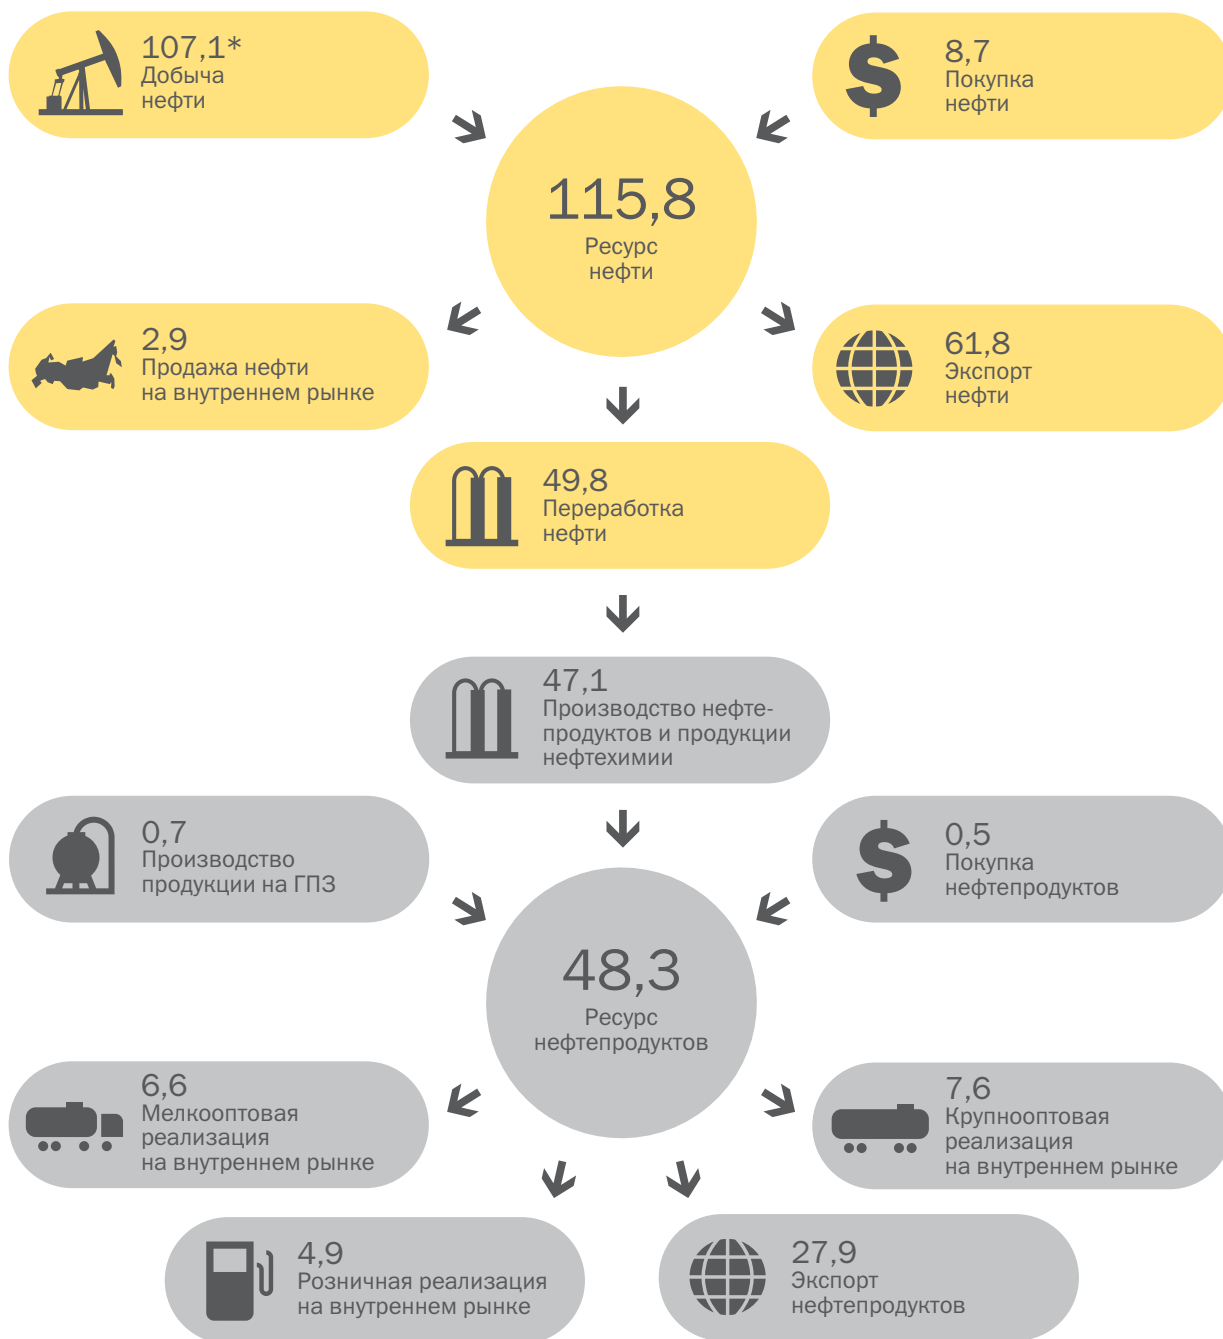 107,1*
Добыча
нефти
8,7
Покупка
нефти
115,8
Ресурс
нефти
2,9
Продажа нефти
на внутреннем рынке
61,8
Экспорт
нефти
49,8
Переработка
нефти
47,1
Производство нефте-
продуктов и продукции
нефтехимии
0,7
Производство
продукции на ГПЗ
0,5
Покупка
нефтепродуктов
48,3
Ресурс
нефтепродуктов
6,6
Мелкооптовая
реализация
на внутреннем рынке
7,6
Крупнооптовая
реализация
на внутреннем рынке
4,9
Розничная реализация
на внутреннем рынке
27,9
Экспорт
нефтепродуктов